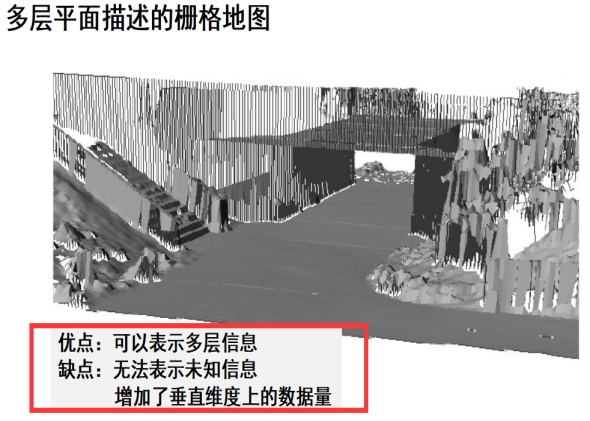 多层平面描述的栅格地图
优点：可以表示多层信息
缺点：无法表示未知信息
增加了垂直维度上的数据量